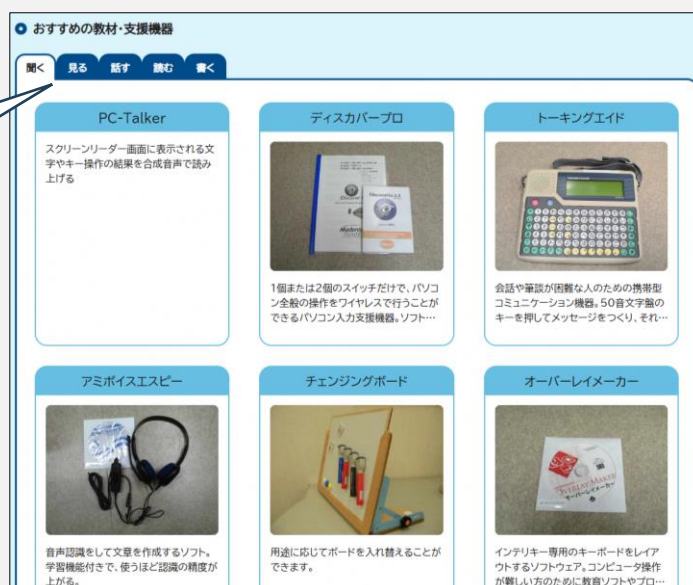 おすすめの教材・支援機器
聞く 見る 話す 読む 書く
PC-Talker
スクリーンリーダー画面に表示される文
字やキー操作の結果を合成音声で読み
上げる
ディスカバープロ
1個または2個のスイッチだけで、パソコ
ン全般の操作をワイヤレスで行うことが
できるパソコン入力支援機器。ソフト…
トーキングエイド
会話や筆談が困難な人のための携帯型
コミュニケーション機器。50音文字盤の
キーを押してメッセージをつくり、それ…
アミボイスエスピー
音声認識をして文章を作成するソフト。
学習機能付きで、使うほど認識の精度が
上がる。
チェンジングボード
用途に応じてボードを入れ替えることが
できます。
オーバーレイメーカー
OVERLAY MAKER
オーバーレイメーカー
インテリキー専用のキーボードをレイア
ウトするソフトウェア。コンピュータ操作
が難しい方のために教育ソフトやプロ…